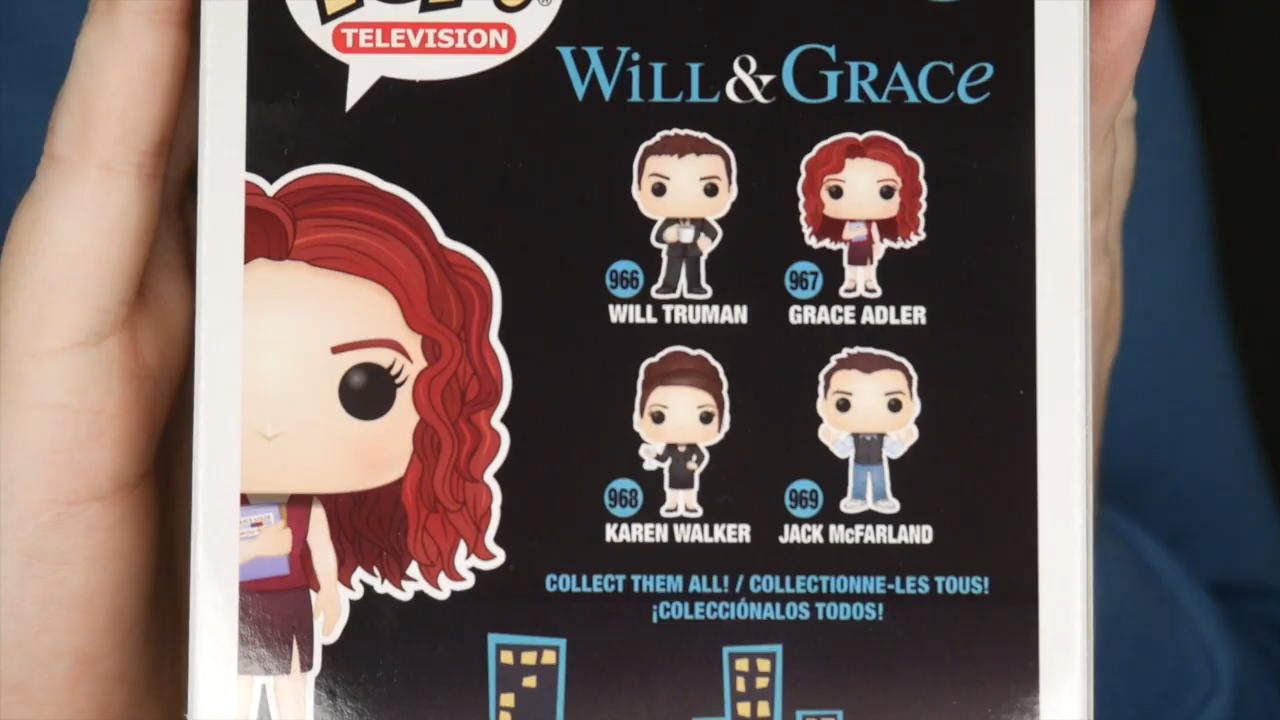 TELEVISION
WILL & GRACE
966
WILL TRUMAN
967
GRACE ADLER
968
KAREN WALKER
969
JACK McFARLAND
COLLECT THEM ALL! / COLLECTIONNE-LES TOUS!
¡COLECCIÓNALOS TODOS!